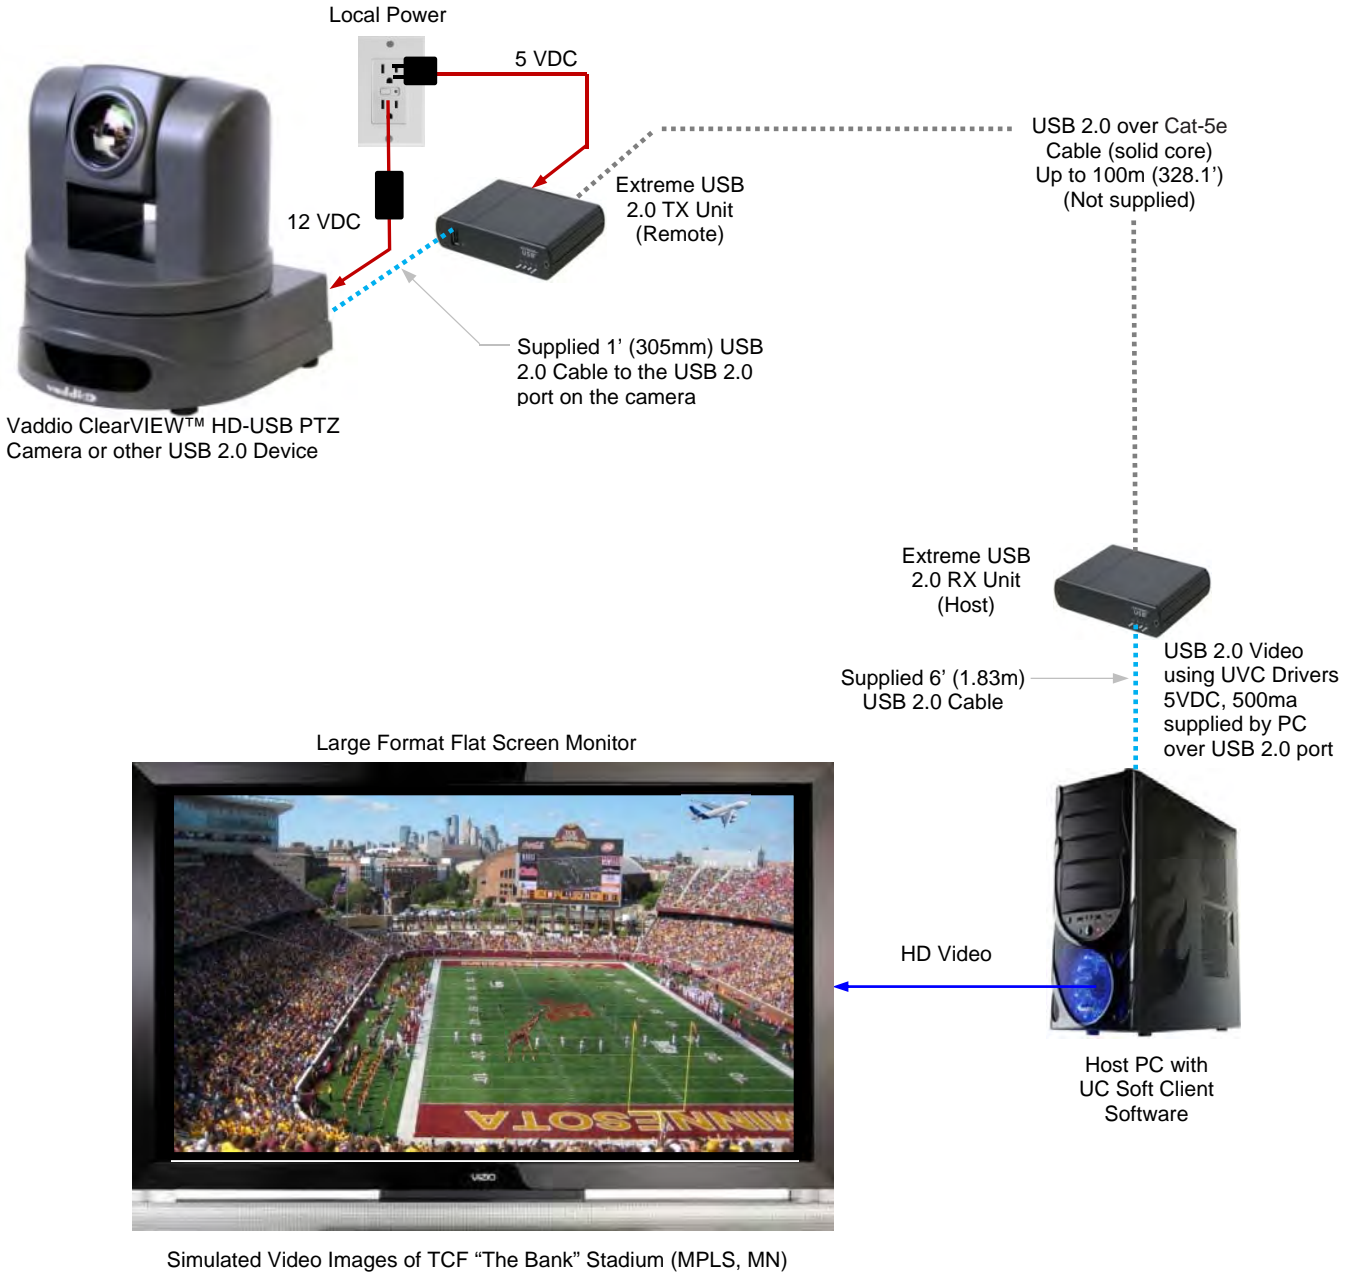 Local Power
5 VDC
12 VDC
Extreme USB
2.0 TX Unit
(Remote)
USB 2.0 over Cat-5e
Cable (solid core)
Up to 100m (328.1’)
(Not supplied)
USB
Supplied 1’ (305mm) USB
2.0 Cable to the USB 2.0
port on the camera
Vaddio ClearVIEW™ HD-USB PTZ
Camera or other USB 2.0 Device
Extreme USB
2.0 RX Unit
(Host)
USB
Supplied 6’ (1.83m)
USB 2.0 Cable
USB 2.0 Video
using UVC Drivers
5VDC, 500ma
supplied by PC
over USB 2.0 port
Large Format Flat Screen Monitor
MINNESOTA
VIZIO
HD Video
Host PC with
UC Soft Client
Software
Simulated Video Images of TCF “The Bank” Stadium (MPLS, MN)